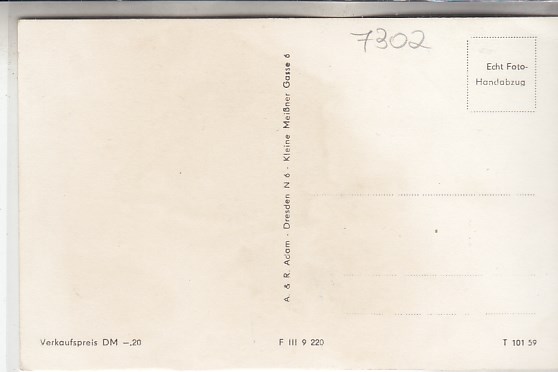 7302
Echt Foto-
Handabzug
A. & R. Adam · Dresden N 6 · Kleine Meißner Gasse 6
Verkaufspreis DM –,20
F III 9 220
T 101 59